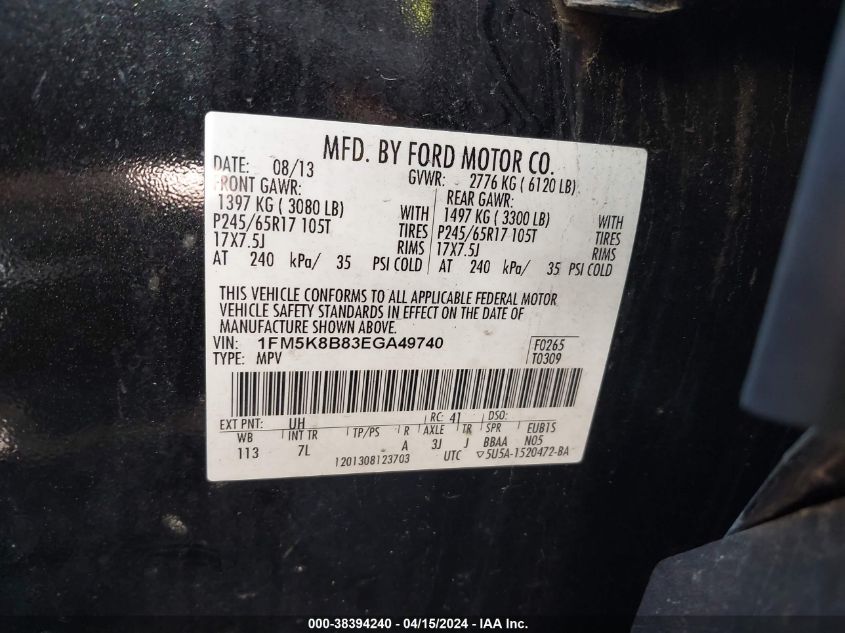 MFD. BY FORD MOTOR CO.
DATE: 08/13 GVWR: 2776 KG ( 6120 LB)
FRONT GAWR: REAR GAWR:
1397 KG ( 3080 LB) WITH 1497 KG ( 3300 LB) WITH
P245/65R17 105T TIRES P245/65R17 105T TIRES
17X7.5J RIMS 17X7.5J RIMS
AT 240 kPa/ 35 PSI COLD AT 240 kPa/ 35 PSI COLD
THIS VEHICLE CONFORMS TO ALL APPLICABLE FEDERAL MOTOR
VEHICLE SAFETY STANDARDS IN EFFECT ON THE DATE OF
MANUFACTURE SHOWN ABOVE.
VIN: 1FM5K8B83EGA49740 F0265
TYPE: MPV T0309
EXT PNT: UH RC: 41 DSO:
WB INT TR TP/PS R AXLE TR SPR EUB1S
113 7L A 3J J BBAA N05
1201308123703 UTC ▽5U5A-1520472-BA
000-38394240 - 04/15/2024 - IAA Inc.